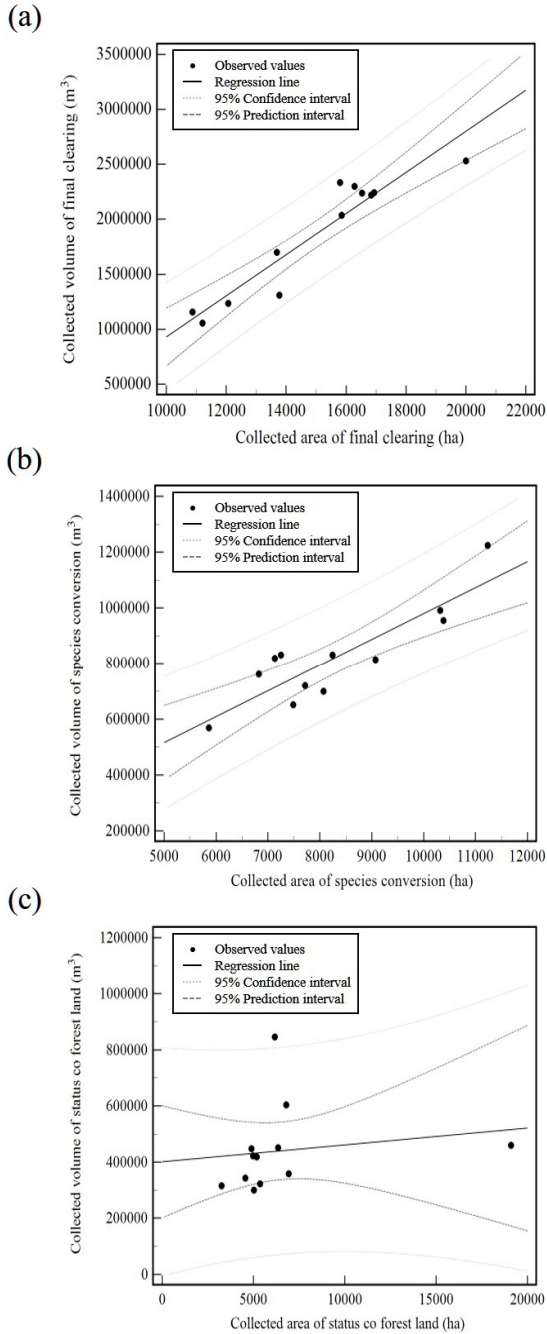 (a)
3500000
3000000
2500000
2000000
1500000
1000000
500000
Collected volume of final clearing (m³)
Observed values
Regression line
95% Confidence interval
95% Prediction interval
10000 12000 14000 16000 18000 20000 22000
Collected area of final clearing (ha)
(b)
1400000
1200000
1000000
800000
600000
400000
200000
Collected volume of species conversion (m³)
Observed values
Regression line
95% Confidence interval
95% Prediction interval
5000 6000 7000 8000 9000 10000 11000 12000
Collected area of species conversion (ha)
(c)
1200000
1000000
800000
600000
400000
200000
0
Collected volume of status co forest land (m³)
Observed values
Regression line
95% Confidence interval
95% Prediction interval
0 5000 10000 15000 20000
Collected area of status co forest land (ha)